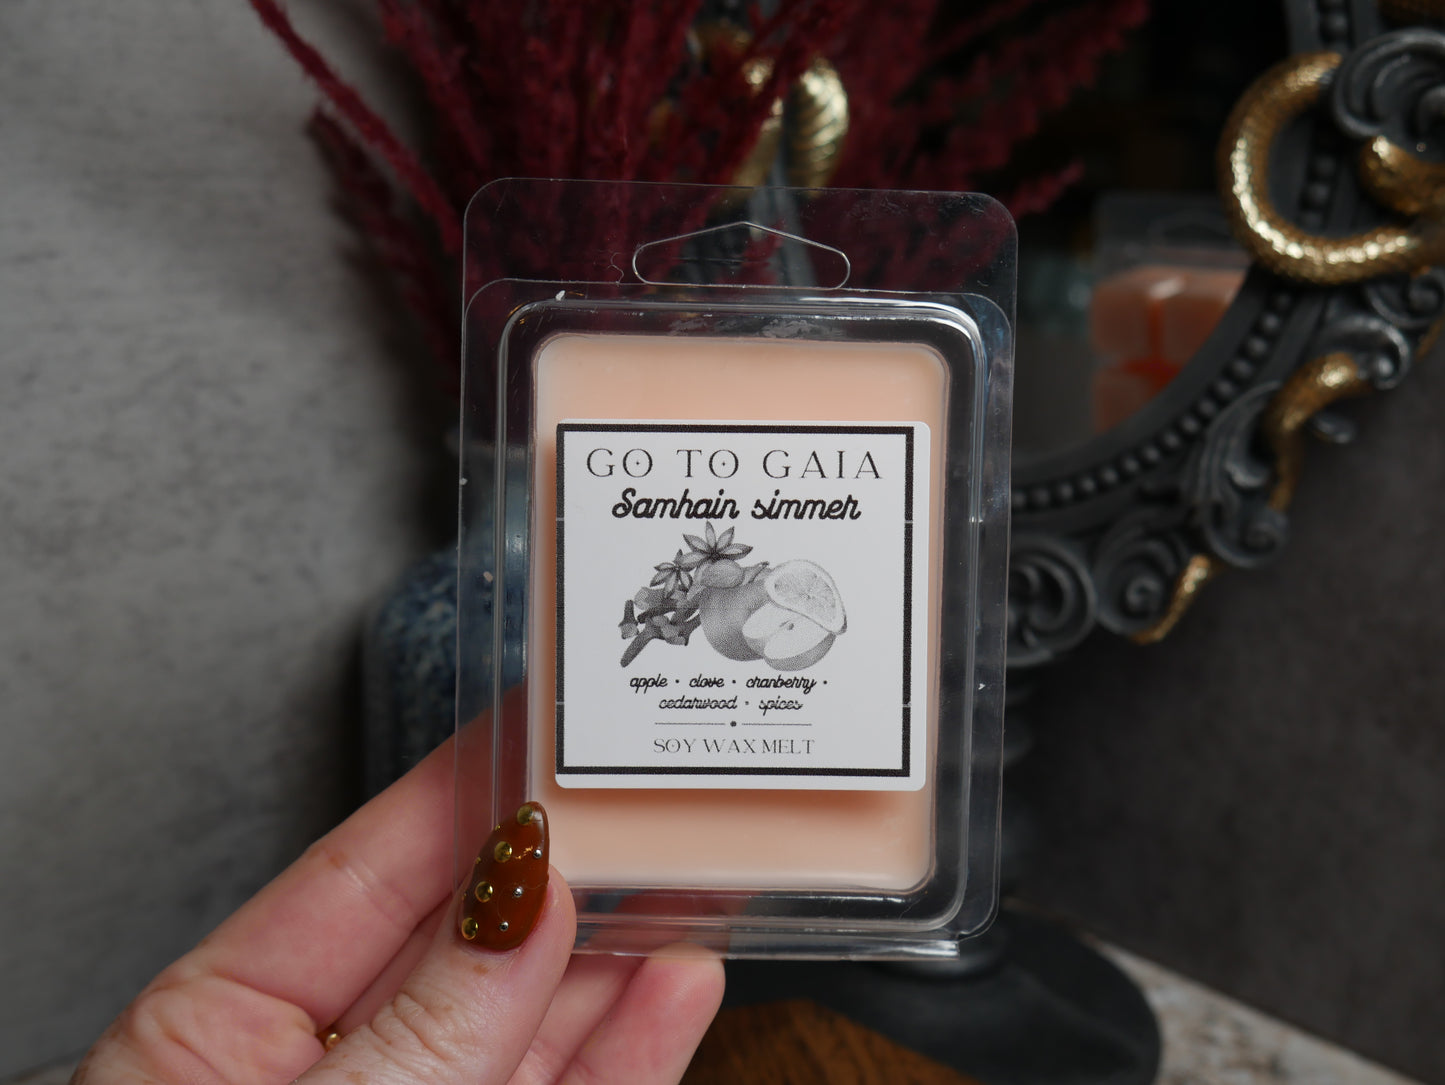 GO TO GAIA
Samhain simmer
apple • clove • cranberry •
cedarwood • spices
SOY WAX MELT